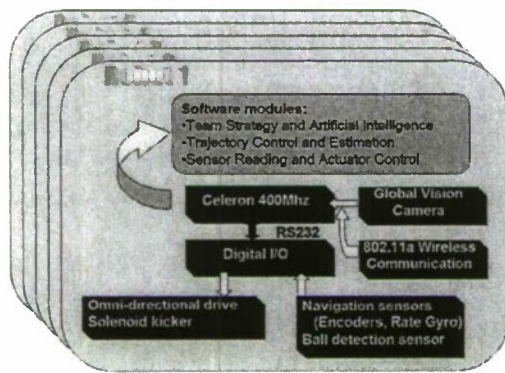 Robot 1
Software modules:
•Team Strategy and Artificial Intelligence
•Trajectory Control and Estimation
•Sensor Reading and Actuator Control
Celeron 400Mhz
Global Vision
Camera
RS232
Digital I/O
802.11a Wireless
Communication
Omni-directional drive
Solenoid kicker
Navigation sensors
(Encoders, Rate Gyro)
Ball detection sensor